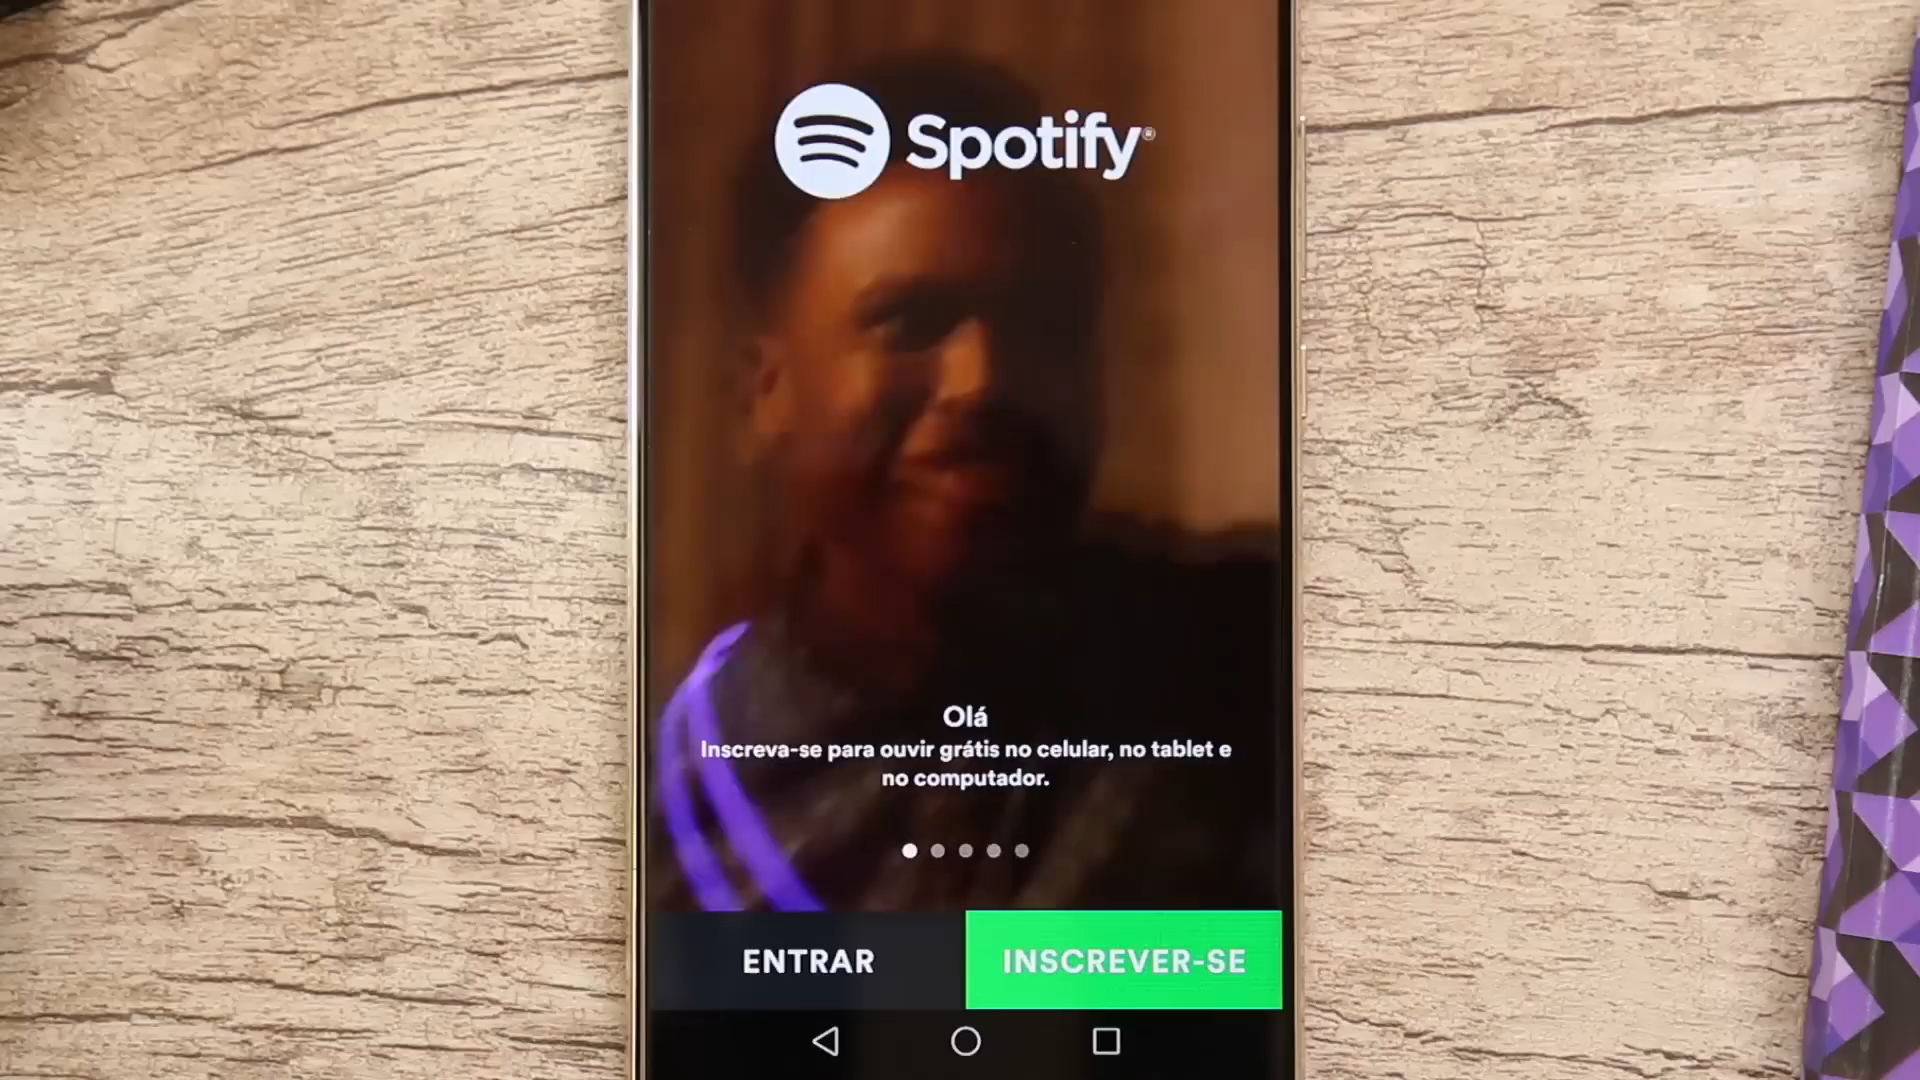 Spotify®
Olá
Inscreva-se para ouvir grátis no celular, no tablet e
no computador.
ENTRAR
INSCREVER-SE